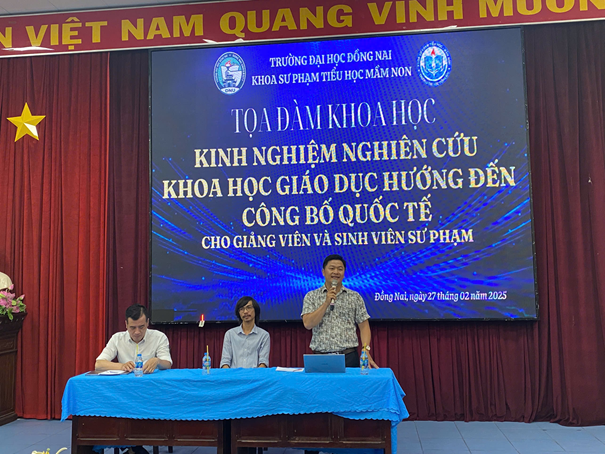 N VIỆT NAM QUANG VINH MUÔN
TRƯỜNG ĐẠI HỌC ĐỒNG NAI
KHOA SƯ PHẠM TIỂU HỌC MẦM NON
DNU
TỌA ĐÀM KHOA HỌC
KINH NGHIỆM NGHIÊN CỨU
KHOA HỌC GIÁO DỤC HƯỚNG ĐẾN
CÔNG BỐ QUỐC TẾ
CHO GIẢNG VIÊN VÀ SINH VIÊN SƯ PHẠM
Đồng Nai, ngày 27 tháng 02 năm 2025